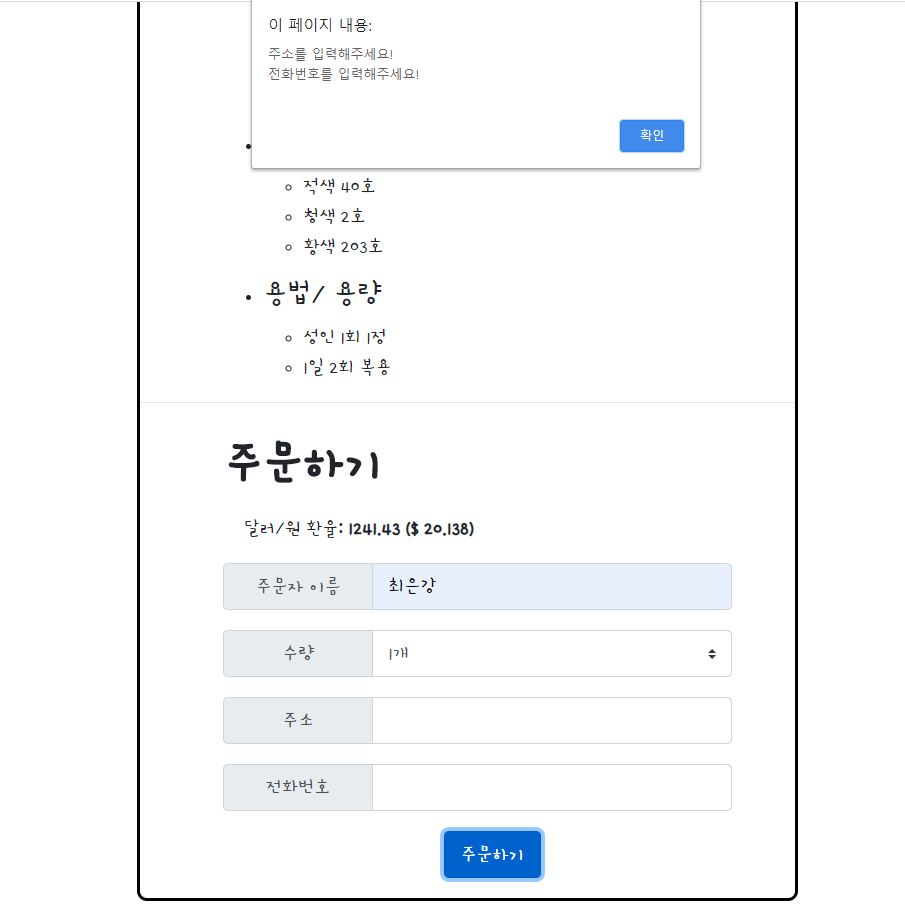 이 페이지 내용:
주소를 입력해주세요!
전화번호를 입력해주세요!
확인
적색 40호
청색 2호
황색 203호
용법/ 용량
성인 1회 1정
1일 2회 복용
주문하기
달러/원 환율: 1241.43 ($ 20.138)
주문자 이름 최은강
수량 1개
주소
전화번호
주문하기